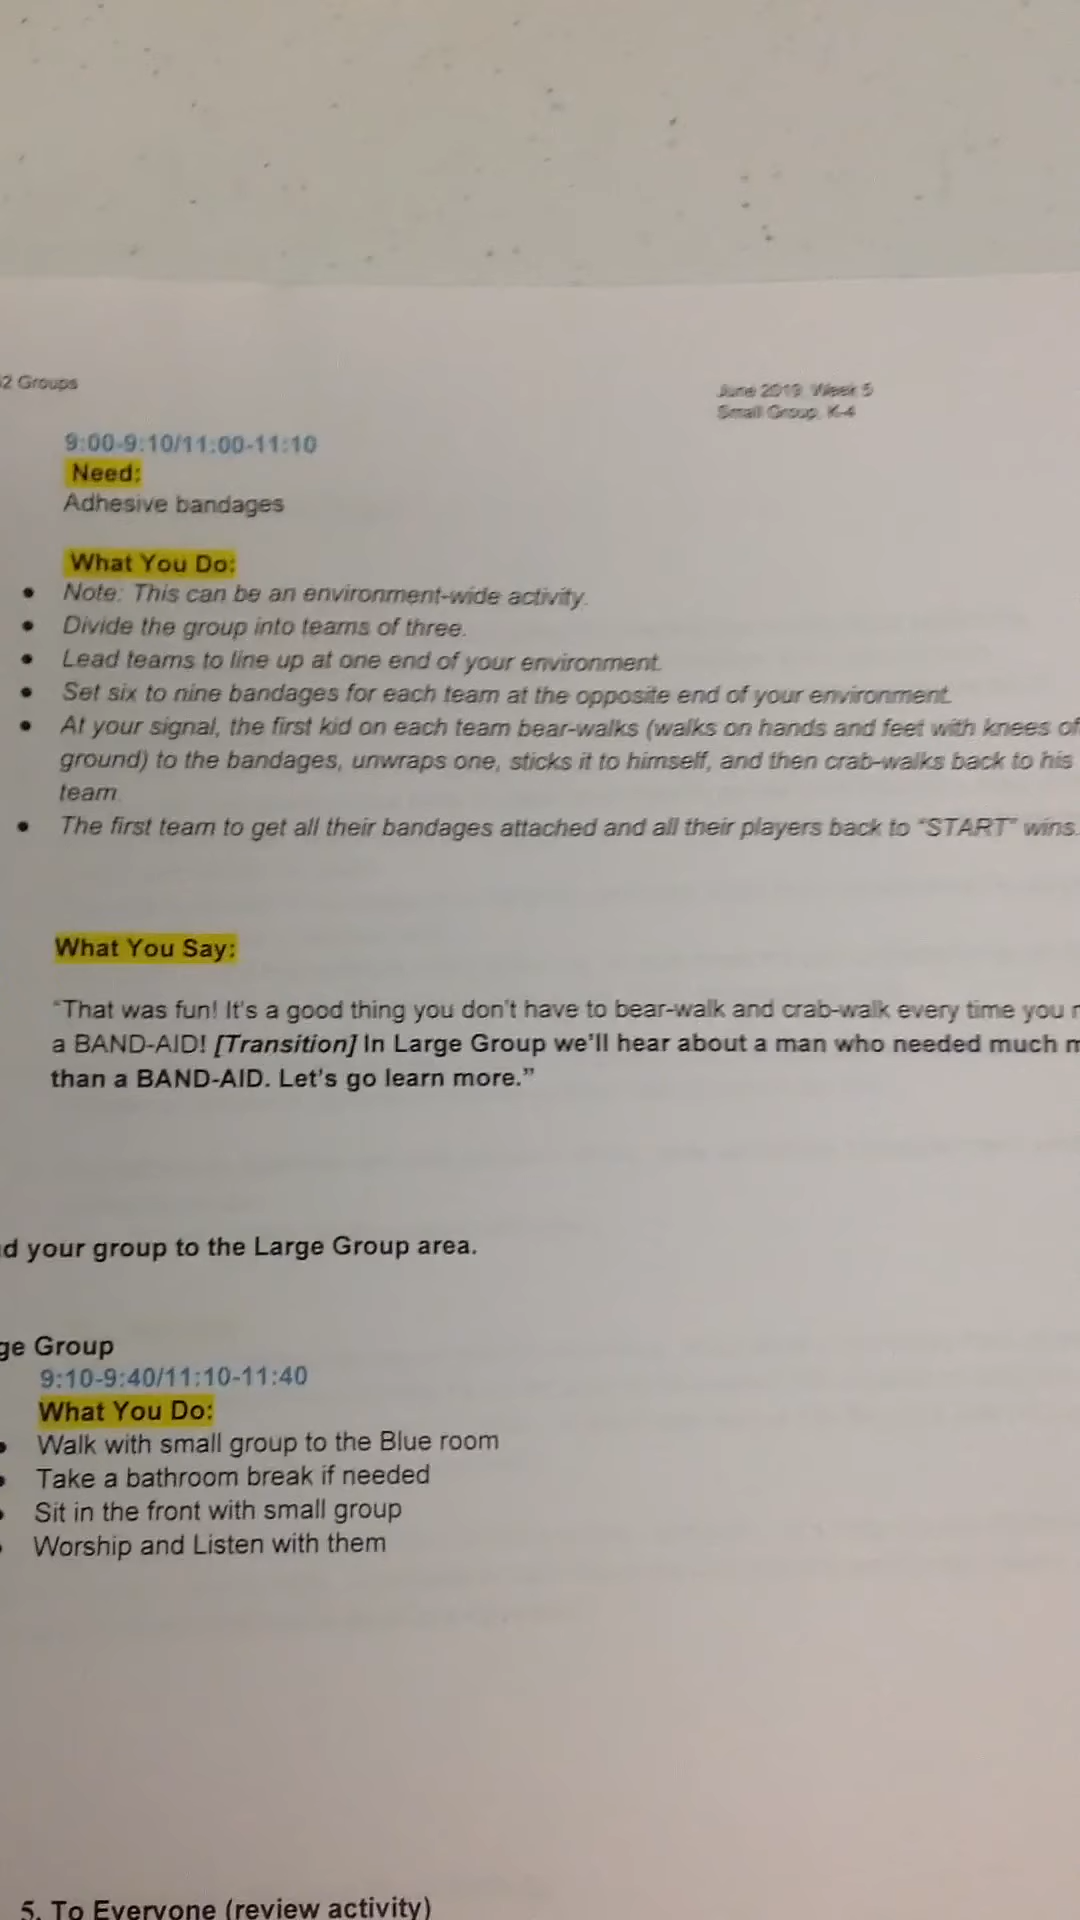 2 Groups
June 2019, Week 5
Small Group, K-4
9:00-9:10/11:00-11:10
Need:
Adhesive bandages
What You Do:
• Note: This can be an environment-wide activity.
• Divide the group into teams of three.
• Lead teams to line up at one end of your environment.
• Set six to nine bandages for each team at the opposite end of your environment.
• At your signal, the first kid on each team bear-walks (walks on hands and feet with knees of
ground) to the bandages, unwraps one, sticks it to himself, and then crab-walks back to his
team.
• The first team to get all their bandages attached and all their players back to "START" wins.
What You Say:
"That was fun! It's a good thing you don't have to bear-walk and crab-walk every time you
a BAND-AID! [Transition] In Large Group we'll hear about a man who needed much
than a BAND-AID. Let's go learn more."
d your group to the Large Group area.
ge Group
9:10-9:40/11:10-11:40
What You Do:
• Walk with small group to the Blue room
• Take a bathroom break if needed
• Sit in the front with small group
• Worship and Listen with them
5. To Everyone (review activity)